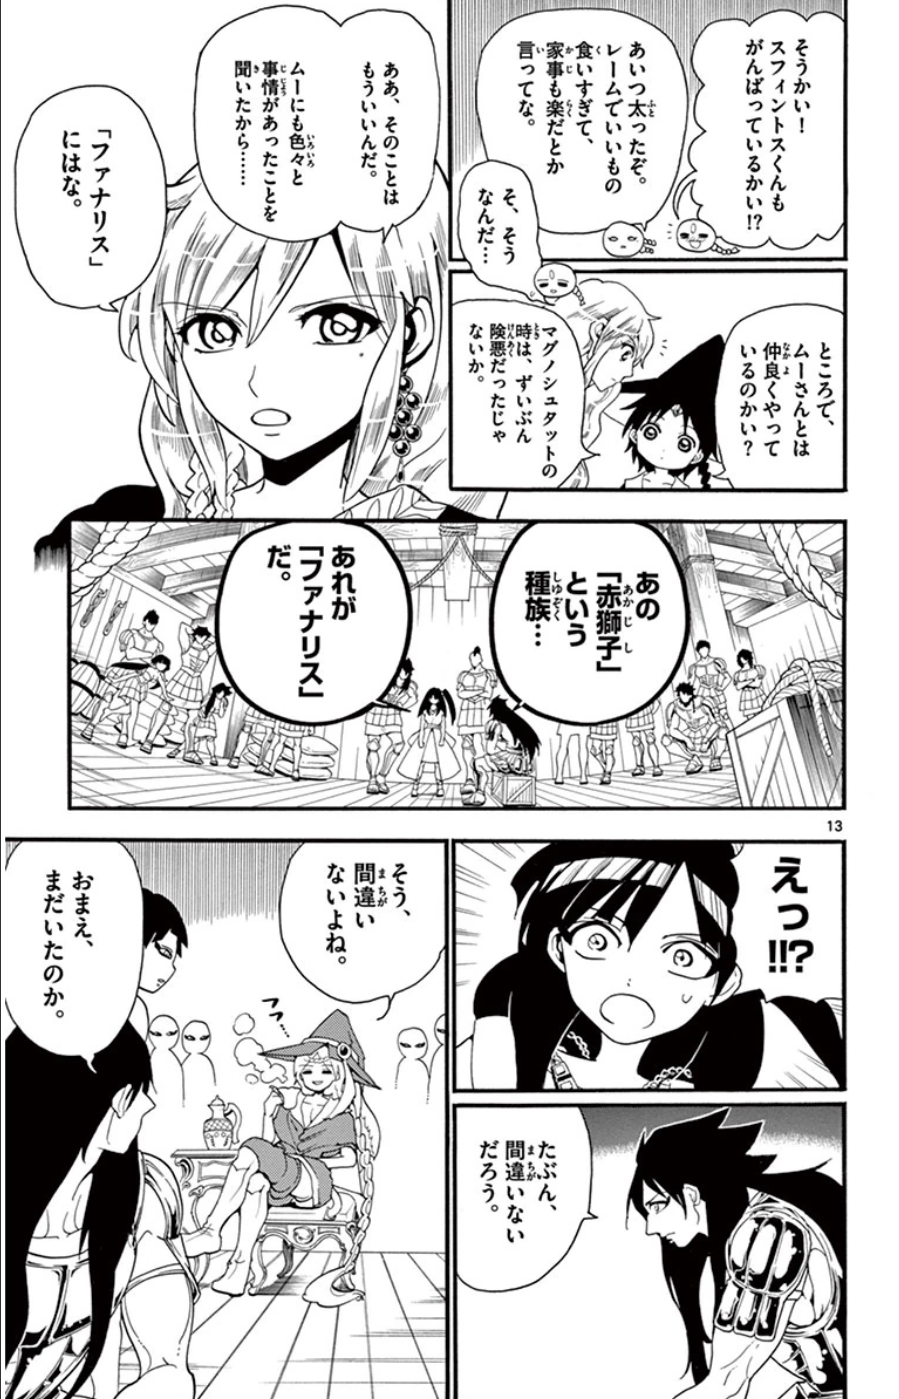 そうかい！
スフィントスくんも
がんばっているかい!?
あいつ太ったぞ。
レームでいいもの
食いすぎて、
家事も楽だとか
言ってな。
そ、そう
なんだ…
ところで、
ムーさんとは
仲良くやって
いるのかい？
マグノシュタットの
時は、ずいぶん
険悪だったじゃ
ないか。
ああ、そのことは
もういいんだ。
ムーにも色々と
事情があったことを
聞いたから……
「ファナリス」
にはな。
あの
「赤獅子」
という
種族…
あれが
「ファナリス」
だ。
13
えっ!!?
たぶん、
間違いない
だろう。
そう、
間違い
ないよね。
フフ…
おまえ、
まだいたのか。